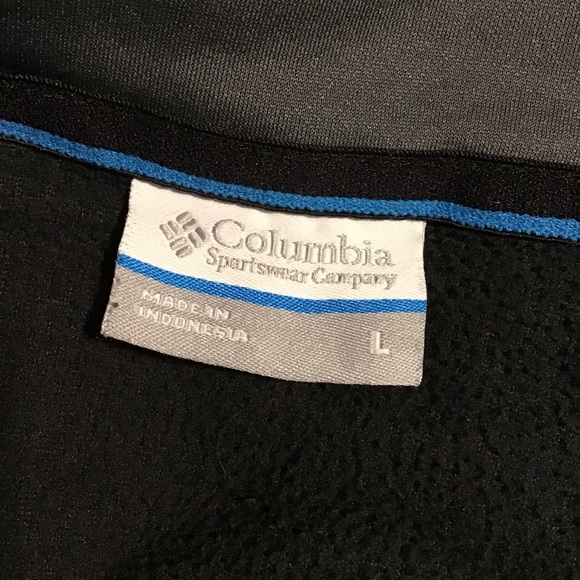 Columbia
Sportswear Company
MADE IN
INDONESIA
L